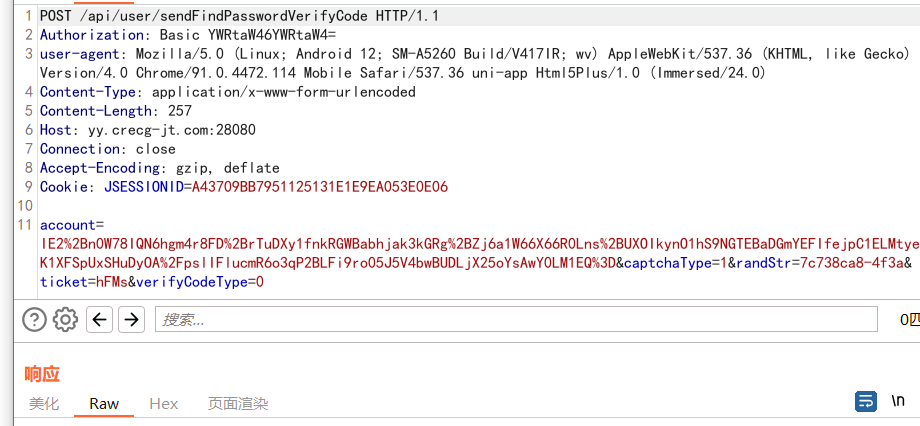 1 POST /api/user/sendFindPasswordVerifyCode HTTP/1.1
2 Authorization: Basic YWRtaW46YWRtaW4=
3 user-agent: Mozilla/5.0 (Linux; Android 12; SM-A5260 Build/V417IR; wv) AppleWebKit/537.36 (KHTML, like Gecko)
Version/4.0 Chrome/91.0.4472.114 Mobile Safari/537.36 uni-app Html5Plus/1.0 (Immersed/24.0)
4 Content-Type: application/x-www-form-urlencoded
5 Content-Length: 257
6 Host: yy.crecg-jt.com:28080
7 Connection: close
8 Accept-Encoding: gzip, deflate
9 Cookie: JSESSIONID=A43709BB7951125131E1E9EA053E0E06
10
11 account=
IE2%2BnOW78IQN6hgm4r8FD%2BrTuDXy1fnkRGWBabhjak3kGRg%2BZj6a1W66X66ROLns%2BUXOIkynO1hS9NGTEBaDGmYEFIfejpC1ELMtye
K1XFSpUxSHuDyOA%2FpslIFlucmR6o3qP2BLFi9ro05J5V4bwBUDLjX25oYsAwYOLM1EQ%3D&captchaType=1&randStr=7c738ca8-4f3a&
ticket=hFMs&verifyCodeType=0
搜索...
0匹
响应
美化 Raw Hex 页面渲染 \n